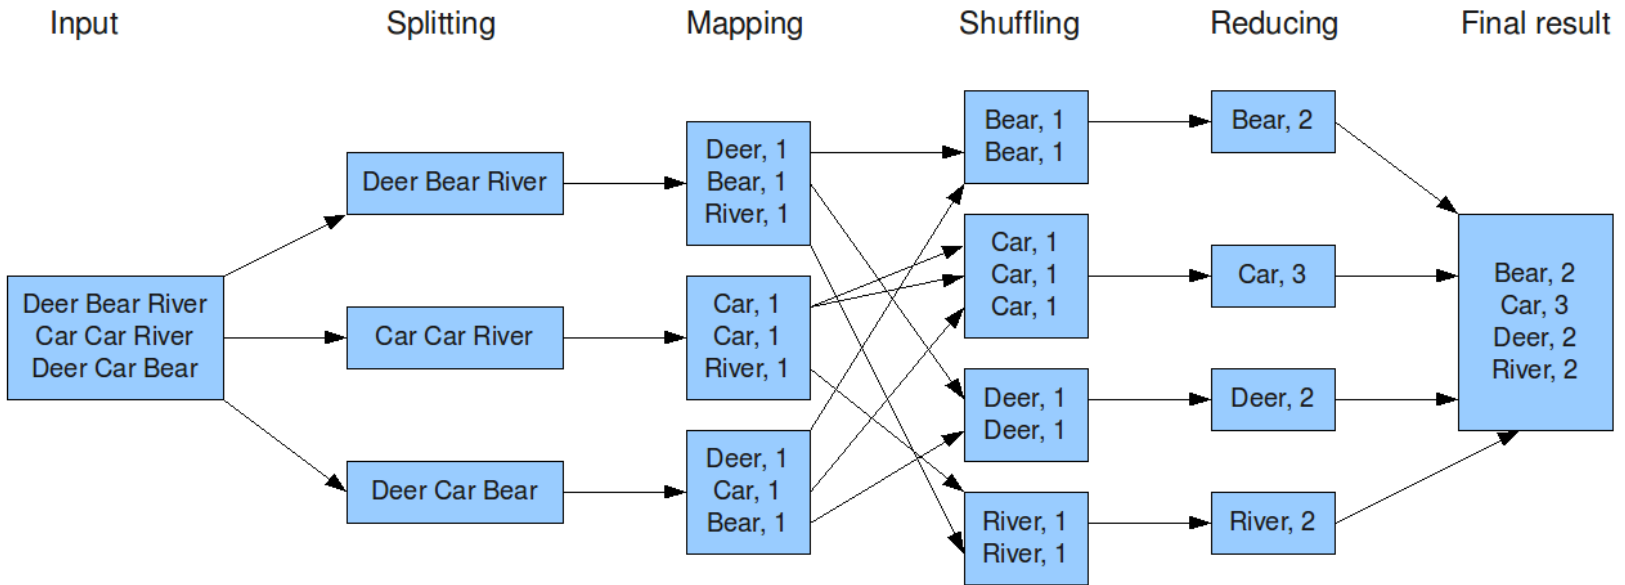 Input
Splitting
Mapping
Shuffling
Reducing
Final result
Deer Bear River
Car Car River
Deer Car Bear
Deer Bear River
Car Car River
Deer Car Bear
Deer, 1
Bear, 1
River, 1
Car, 1
Car, 1
River, 1
Deer, 1
Car, 1
Bear, 1
Bear, 1
Bear, 1
Car, 1
Car, 1
Car, 1
Deer, 1
Deer, 1
River, 1
River, 1
Bear, 2
Car, 3
Deer, 2
River, 2
Bear, 2
Car, 3
Deer, 2
River, 2